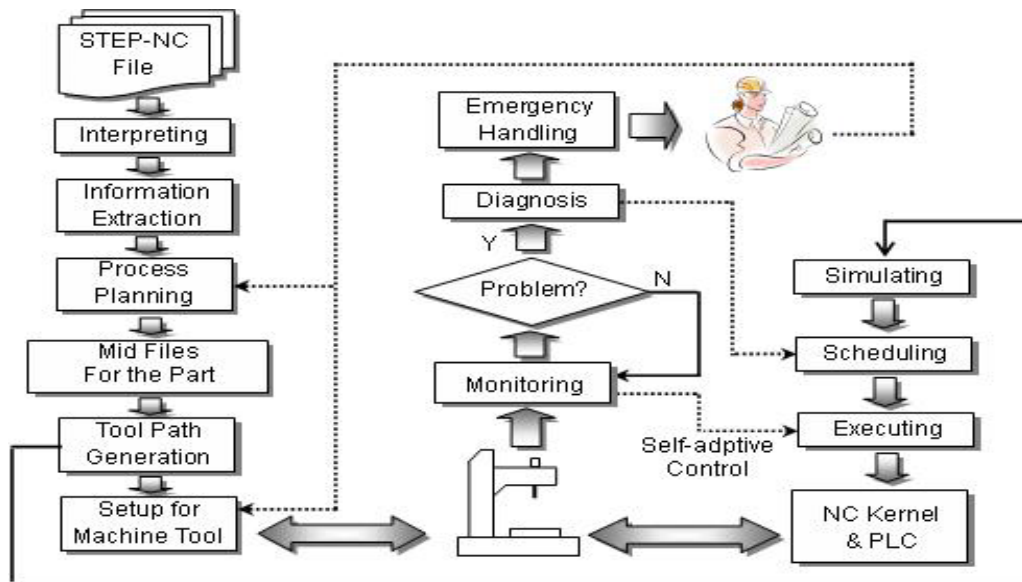 STEP-NC
File
Interpreting
Information
Extraction
Process
Planning
Mid Files
For the Part
Tool Path
Generation
Setup for
Machine Tool
Emergency
Handling
Diagnosis
Y
Problem?
N
Monitoring
Self-adptive
Control
Simulating
Scheduling
Executing
NC Kernel
& PLC